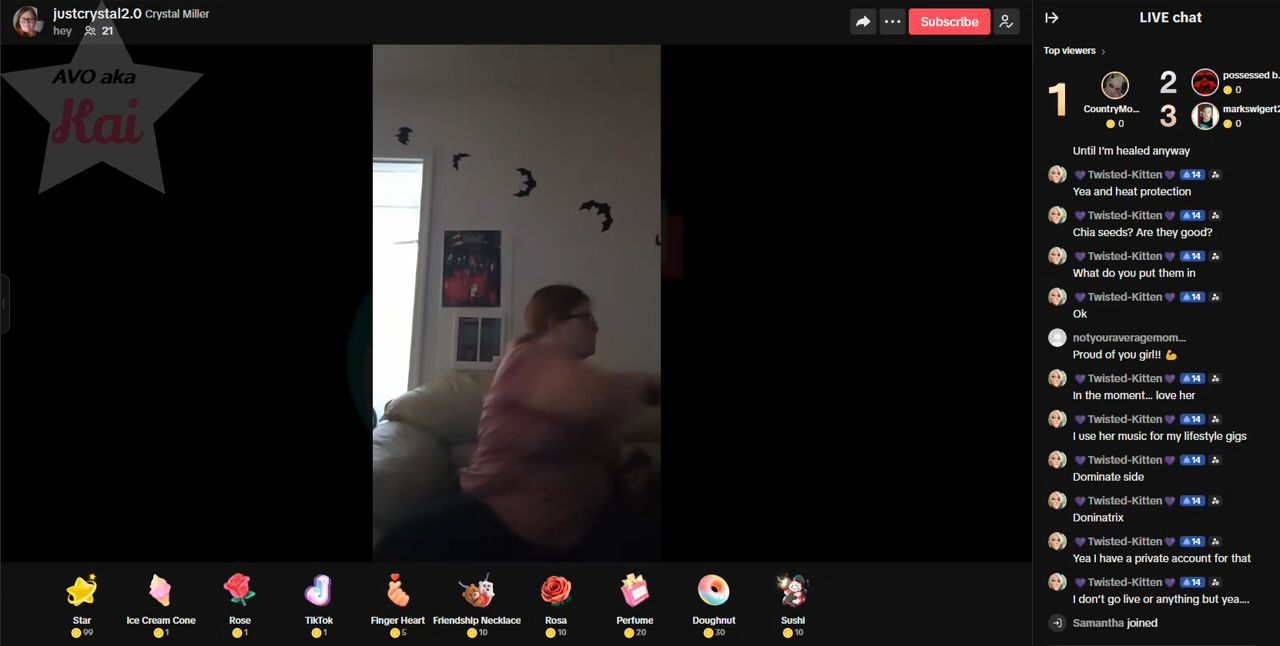 justcrystal2.0 Crystal Miller
hey 21
Subscribe
AVO aka
Kai
LIVE chat
Top viewers
1
CountryMo...
0
2
possessed b.
0
3
markswigert2
0
Until I'm healed anyway
Twisted-Kitten 14
Yea and heat protection
Twisted-Kitten 14
Chia seeds? Are they good?
Twisted-Kitten 14
What do you put them in
Twisted-Kitten 14
Ok
notyouraveragemom...
Proud of you girl!! 💪
Twisted-Kitten 14
In the moment... love her
Twisted-Kitten 14
I use her music for my lifestyle gigs
Twisted-Kitten 14
Dominate side
Twisted-Kitten 14
Doninatrix
Twisted-Kitten 14
Yea I have a private account for that
Twisted-Kitten 14
I don't go live or anything but yea....
Samantha joined
Star
99
Ice Cream Cone
1
Rose
1
TikTok
1
Finger Heart
5
Friendship Necklace
10
Rosa
10
Perfume
20
Doughnut
30
Sushi
10